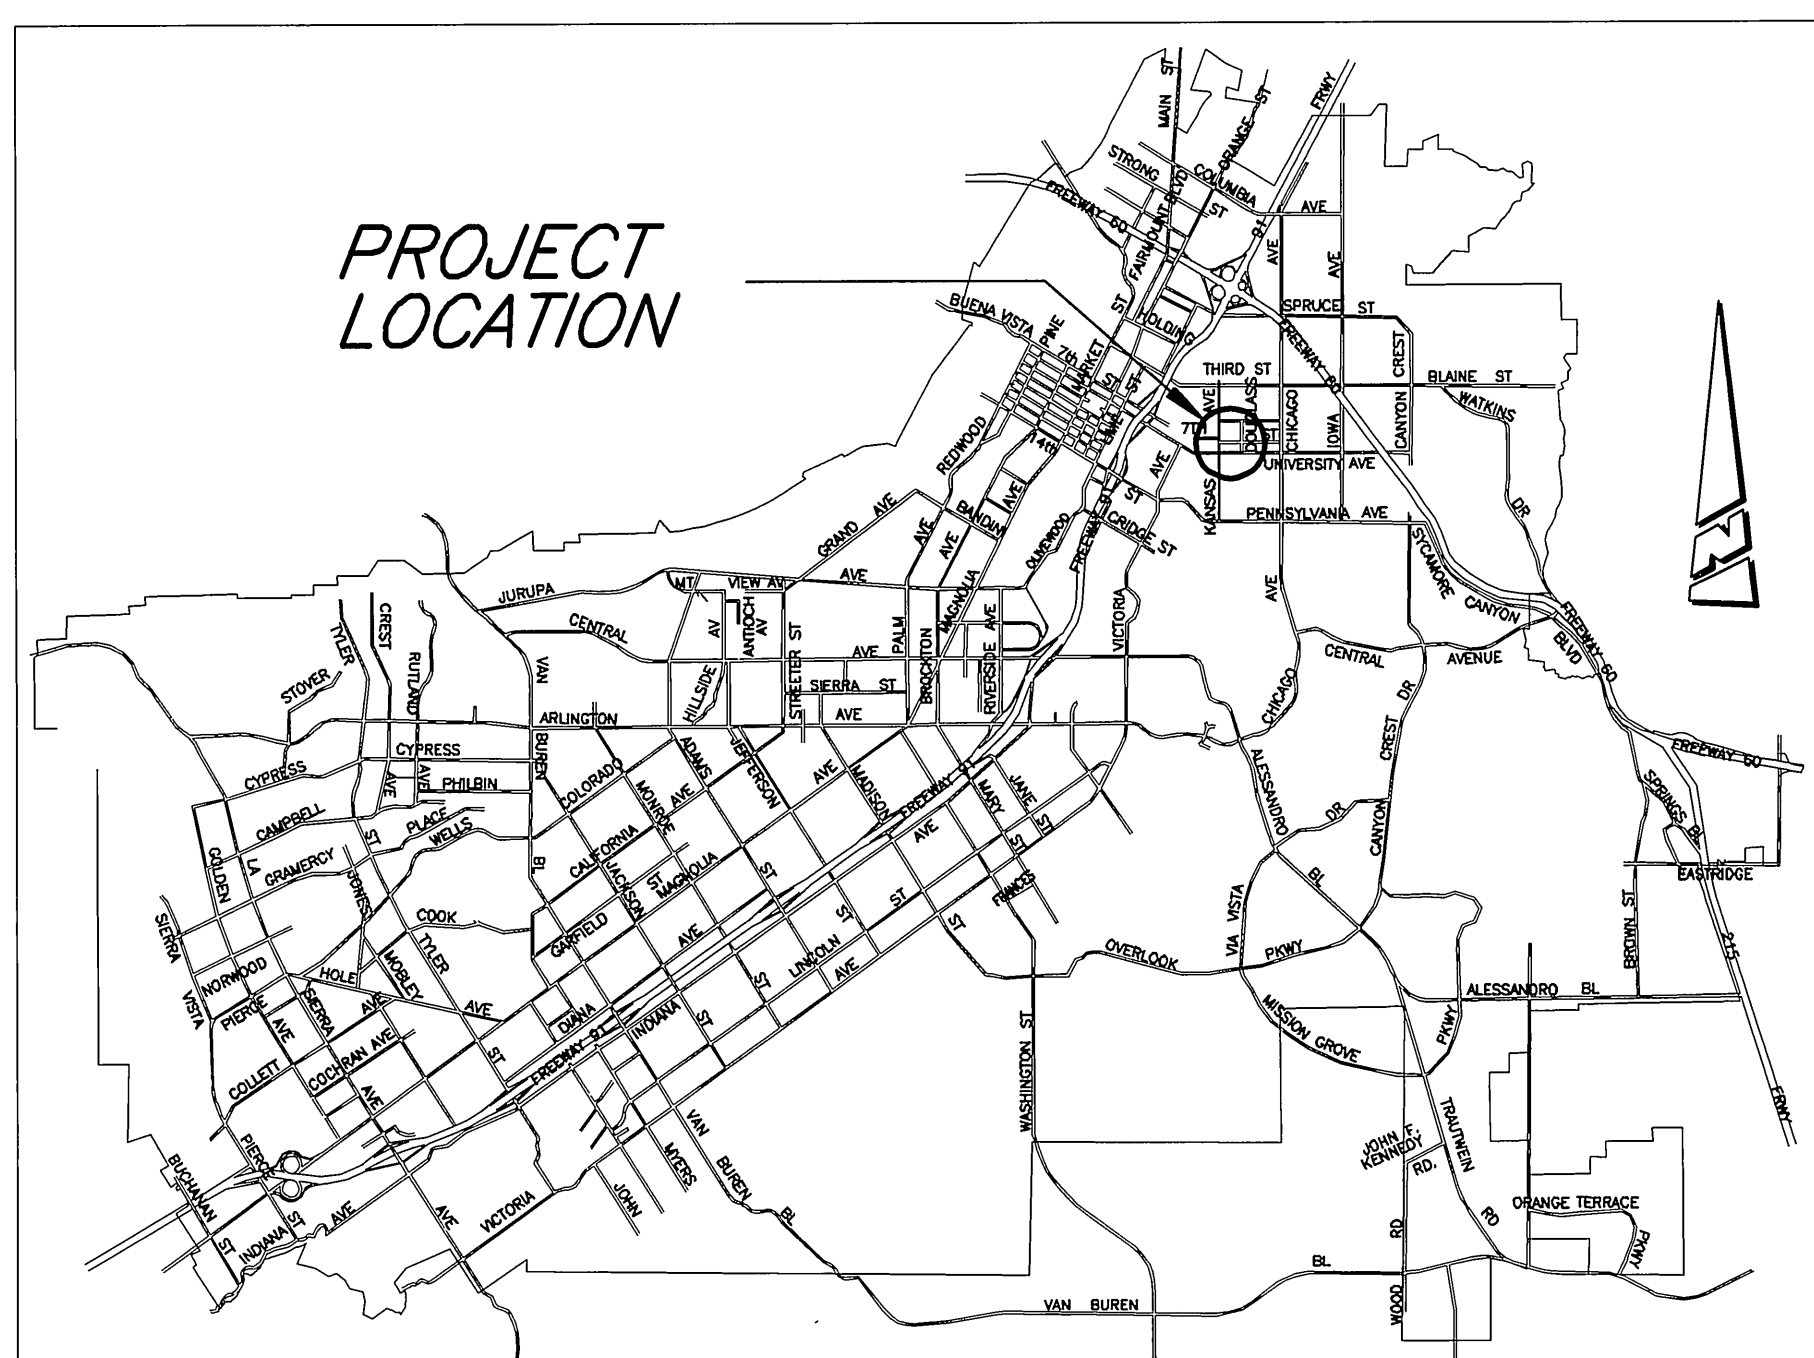 PROJECT
LOCATION
MAIN ST
ORANGE ST
FRWY
STRONG
COLUMBIA
AVE
ST
FREEWAY 60
FAIRMOUNT BLVD
91
AVE
AVE
BUENA VISTA
PINE
ST
HOLDING
SPRUCE ST
FREEWAY 60
7th
MARKET
ST
ST
THIRD ST
CREST
BLAINE ST
WATKINS
AVE
DOUGLASS
CHICAGO
IOWA
CANYON
7TH
ST
REDWOOD
14th
UNIVERSITY AVE
AVE
KANSAS
PENNSYLVANIA AVE
DR
GRAND AVE
BANDINI
AVE
ST
CRIDGE ST
OLIVEWOOD
FREEWAY 91
AVE
AVE
SYCAMORE
CANYON
JURUPA
MT
VIEW AV
AVE
MAGNOLIA
AVE
VICTORIA
AVE
FREEWAY 60
BLVD
TYLER
CREST
CENTRAL
AV
ANTIOCH
AV
STREETER ST
PALM
BROCKTON
RIVERSIDE
AVE
CENTRAL
AVENUE
STOVER
RUTLAND
VAN
HILLSIDE
SIERRA ST
CHICAGO
DR
ARLINGTON
AVE
CREST
FREEWAY 60
CYPRESS
CYPRESS
AVE
AVE
PHILBIN
BUREN
COLORADO
ADAMS
JEFFERSON
AVE
MADISON
FREEWAY 91
MARY
JANE
ST
ST
ALESSANDRO
DR
CANYON
SPRINGS BL
CAMPBELL
PLACE
WELLS
ST
MONROE
AVE
CALIFORNIA
AVE
GOLDEN
LA
GRAMERCY
JONES
BL
JACKSON
ST
MAGNOLIA
ST
FRANCES
BL
EASTRIDGE
SIERRA
COOK
GARFIELD
AVE
ST
ST
ST
VIA VISTA
BROWN ST
NORWOOD
HOLE
TYLER
MOBLEY
LINCOLN
AVE
OVERLOOK
PKWY
215
VISTA
PIERCE
SIERRA
AVE
AVE
AVE
DIANA
INDIANA
ST
ST
ALESSANDRO BL
COLLETT
COCHRAN AVE
ST
FREEWAY 91
WASHINGTON ST
MISSION GROVE
PKWY
FRWY
AVE
PIERCE
VAN
BUREN
BL
MYERS
JOHN F.
KENNEDY
RD.
TRAUTWEIN
RD
BUCHANAN
ST
INDIANA
ST
AVE
AVE
VICTORIA
JOHN
ORANGE TERRACE
PKWY
RD
WOOD
BL
VAN BUREN